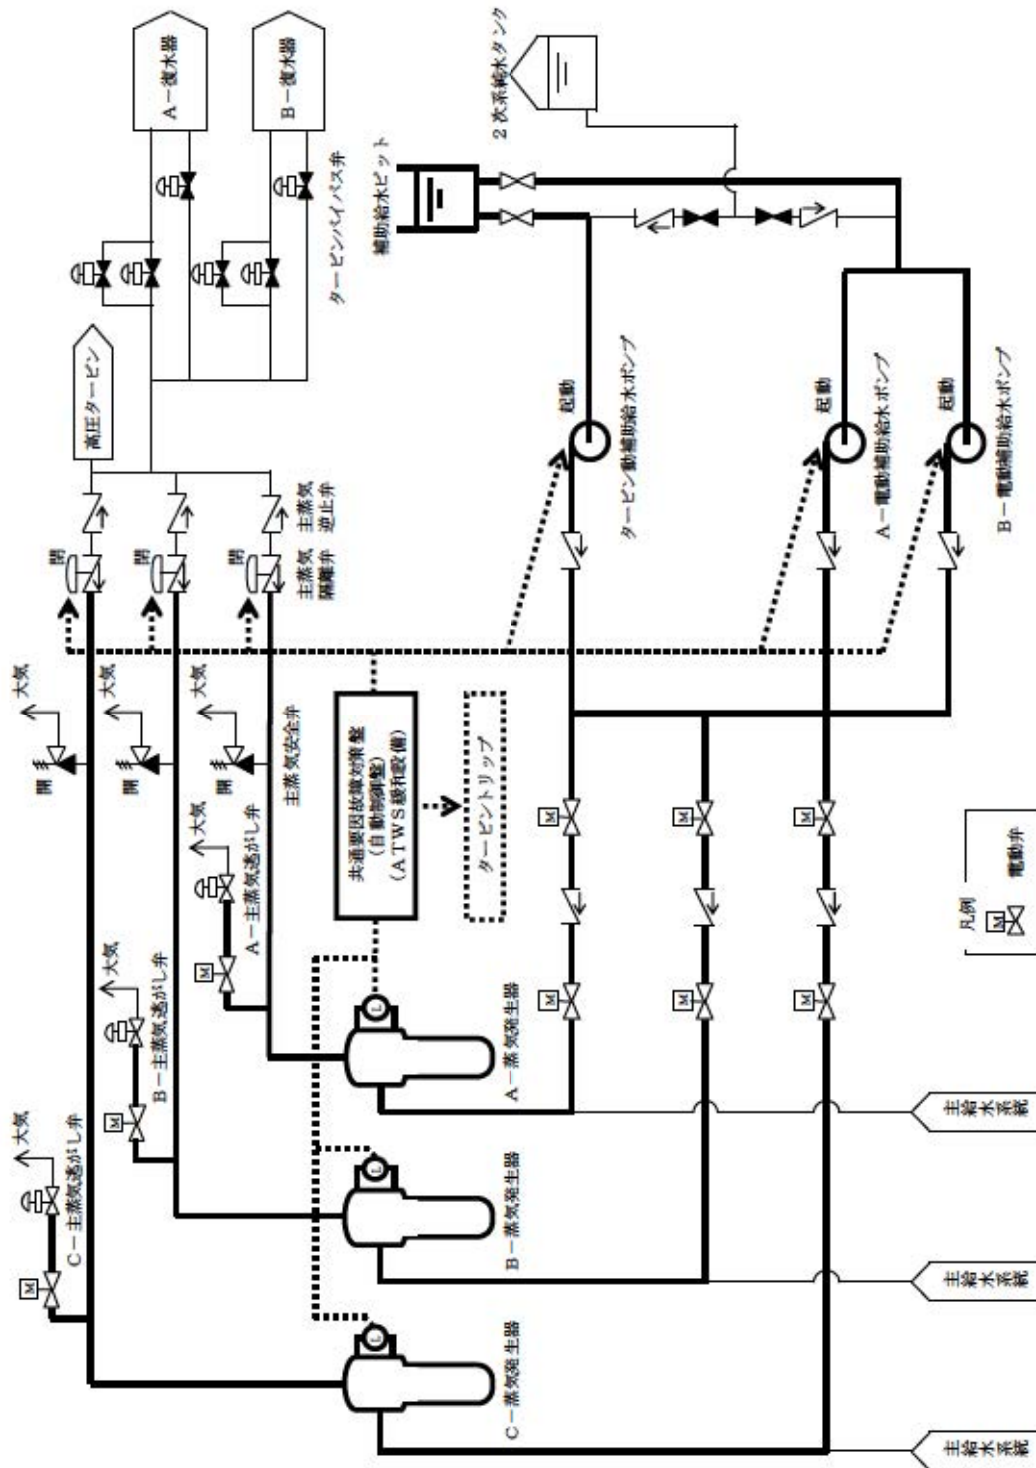 大気
C－主蒸気逃がし弁
大気
B－主蒸気逃がし弁
大気
A－主蒸気逃がし弁
大気
開
大気
開
大気
開
主蒸気安全弁
閉
閉
閉
主蒸気
隔離弁
主蒸気
逆止弁
高圧タービン
A－復水器
B－復水器
タービンバイパス弁
補助給水ピット
2次系純水タンク
共通要因故障対策盤
(自動制御盤)
(ATWS緩和設備)
タービントリップ
C－蒸気発生器
B－蒸気発生器
A－蒸気発生器
L
L
L
M
M
M
M
M
M
M
M
M
起動
タービン動補助給水ポンプ
起動
A－電動補助給水ポンプ
起動
B－電動補助給水ポンプ
主給水系統
主給水系統
主給水系統
凡例
M
電動弁